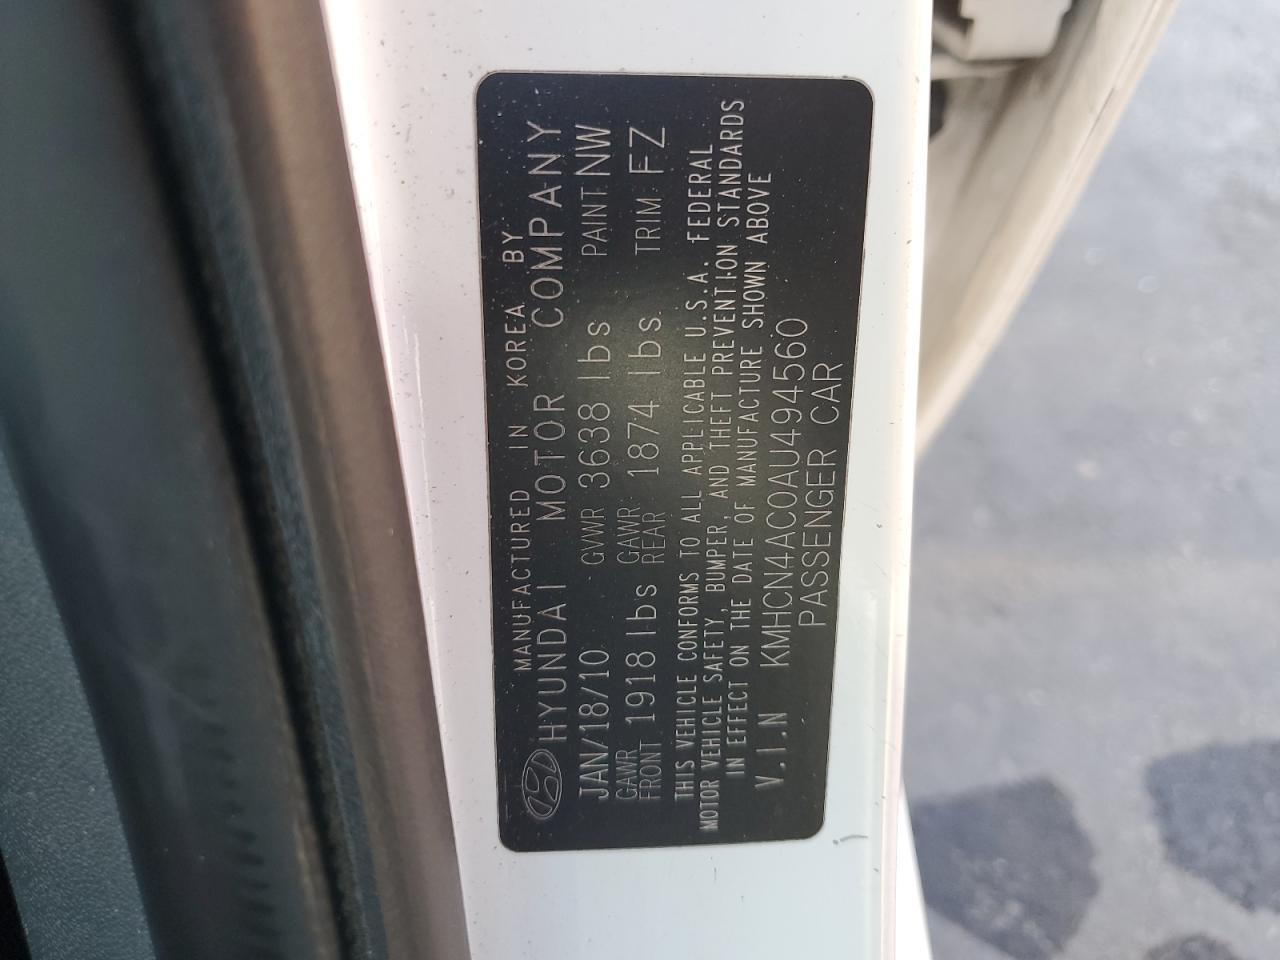 MANUFACTURED IN KOREA BY
HYUNDAI MOTOR COMPANY
JAN/18/10 GVWR 3638 lbs PAINT NW
GAWR FRONT 1918 lbs GAWR REAR 1874 lbs TRIM FZ
THIS VEHICLE CONFORMS TO ALL APPLICABLE U.S.A. FEDERAL
MOTOR VEHICLE SAFETY, BUMPER, AND THEFT PREVENTION STANDARDS
IN EFFECT ON THE DATE OF MANUFACTURE SHOWN ABOVE
V.I.N KMHCN4AC0AU494560
PASSENGER CAR